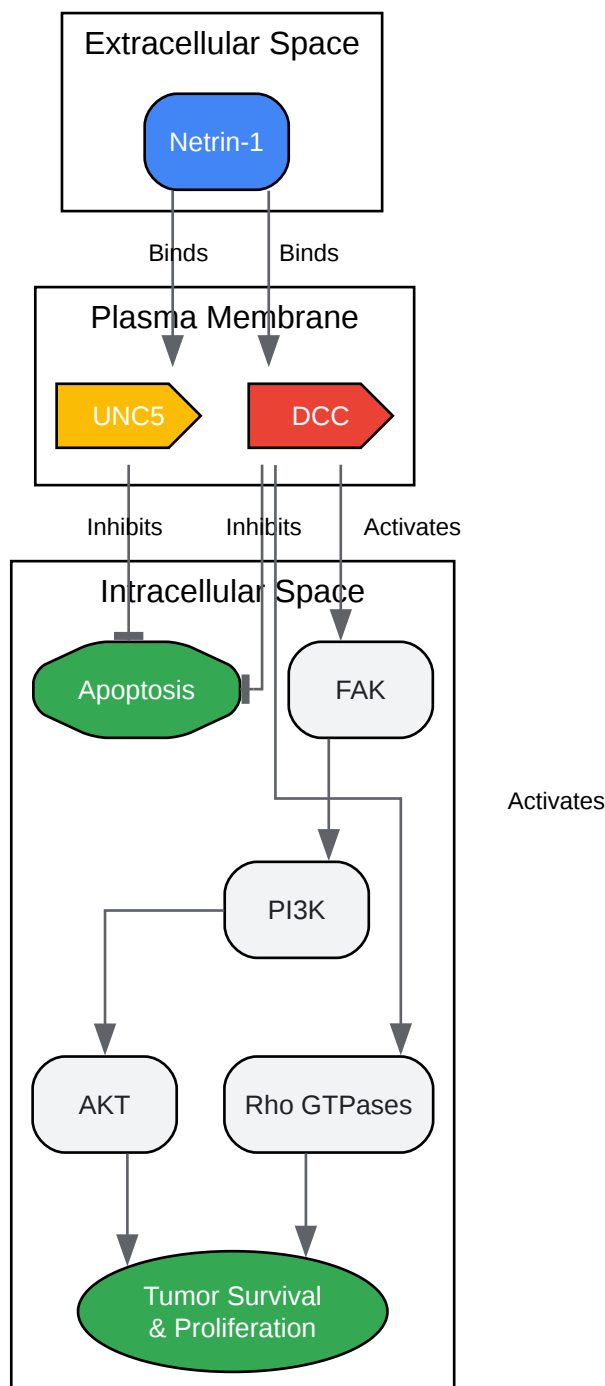 Extracellular Space
Netrin-1
Binds
Binds
Plasma Membrane
UNC5
DCC
Inhibits
Inhibits
Activates
Intracellular Space
Apoptosis
FAK
Activates
PI3K
AKT
Rho GTPases
Tumor Survival
& Proliferation